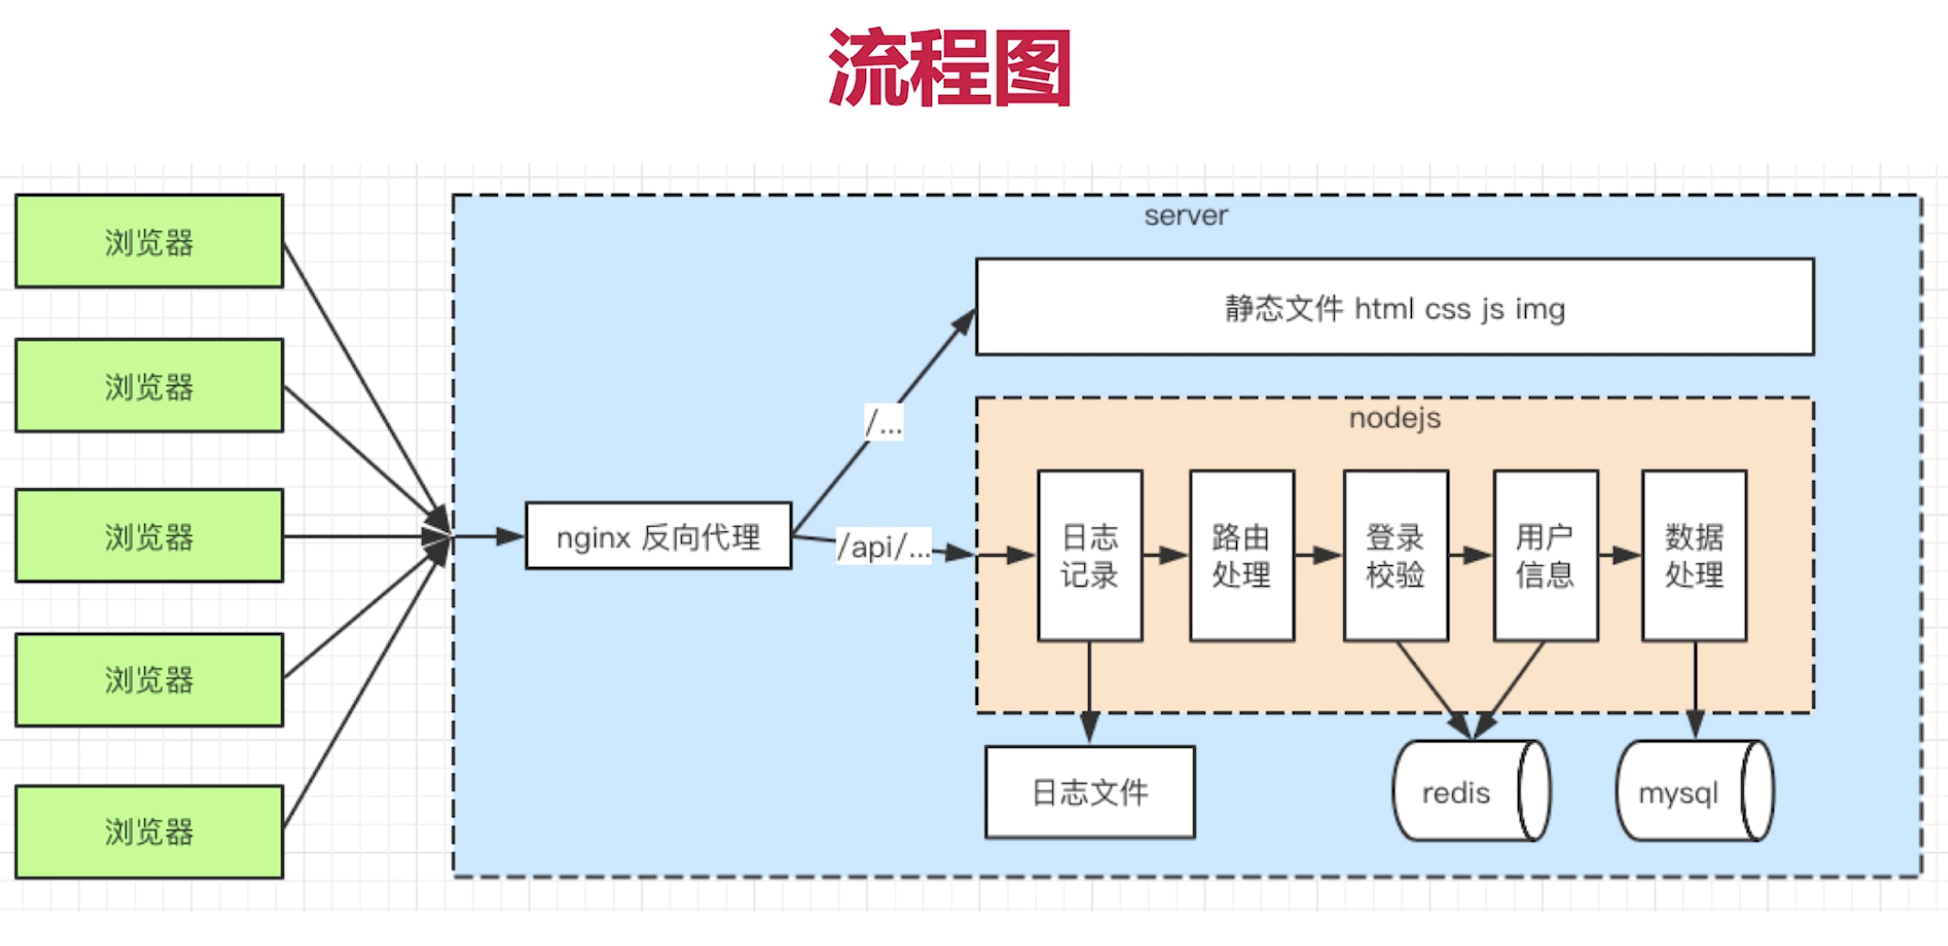 流程图
浏览器
浏览器
浏览器
浏览器
浏览器
server
nginx 反向代理
/...
/api/...
静态文件 html css js img
nodejs
日志
记录
路由
处理
登录
校验
用户
信息
数据
处理
日志文件
redis
mysql